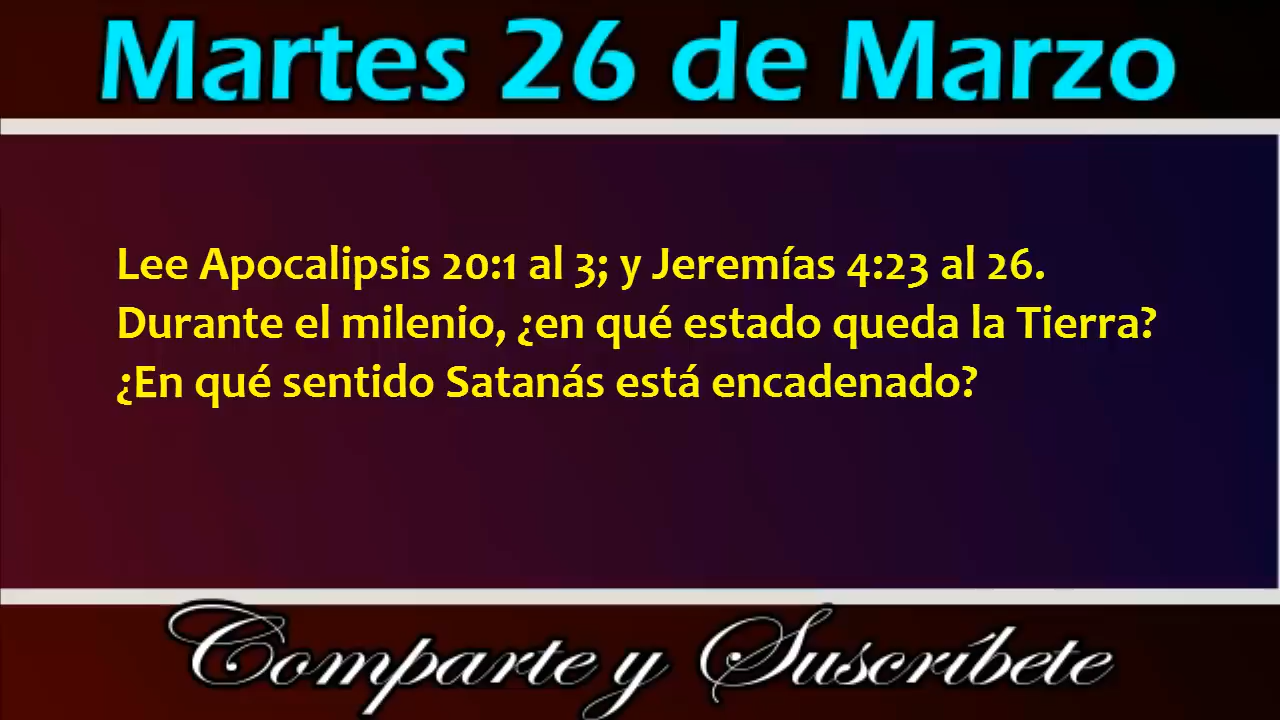 Martes 26 de Marzo
Lee Apocalipsis 20:1 al 3; y Jeremías 4:23 al 26.
Durante el milenio, ¿en qué estado queda la Tierra?
¿En qué sentido Satanás está encadenado?
Comparte y Suscríbete